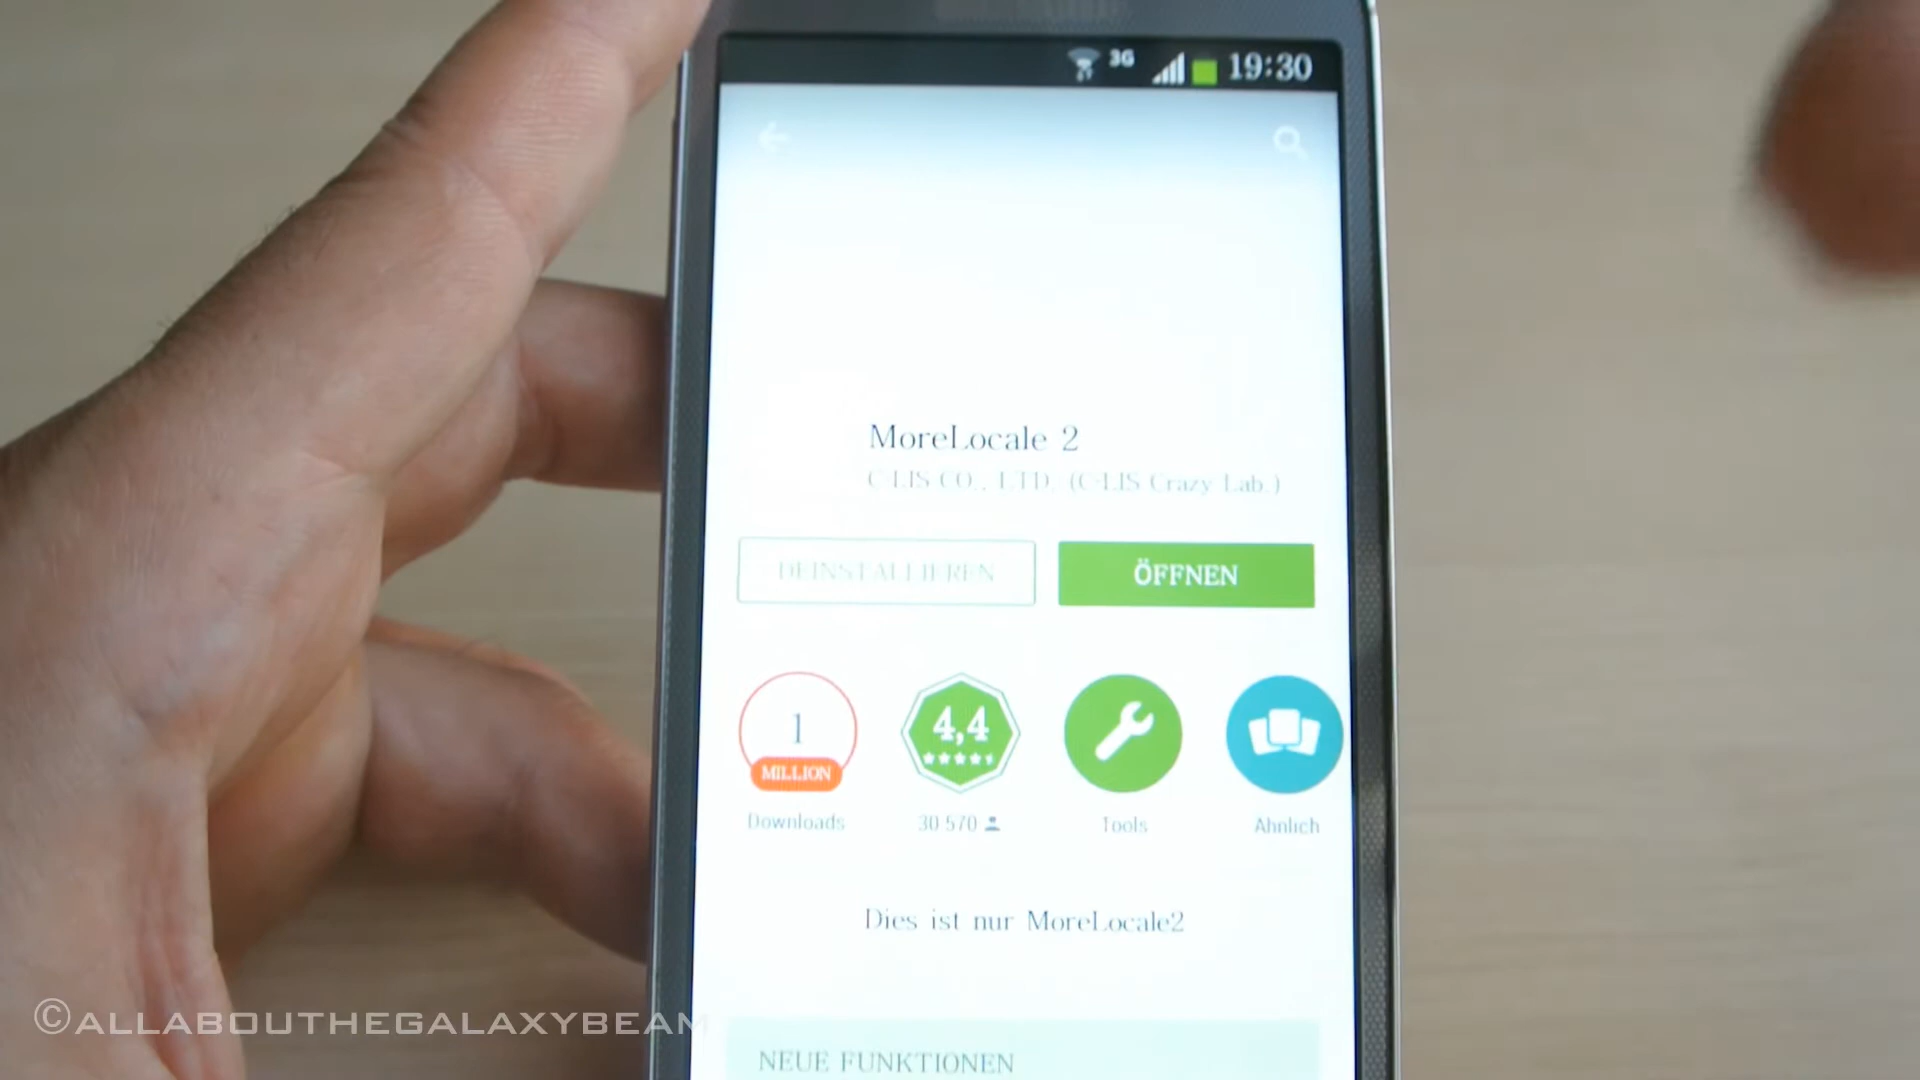 3G 19:30
MoreLocale 2
C-LIS CO., LTD. (C-LIS Crazy Lab.)
DEINSTALLIEREN ÖFFNEN
1
MILLION
4,4
Downloads 30 570 Tools Ähnlich
Dies ist nur MoreLocale2
NEUE FUNKTIONEN
©ALLABOUTHEGALAXYBEAM